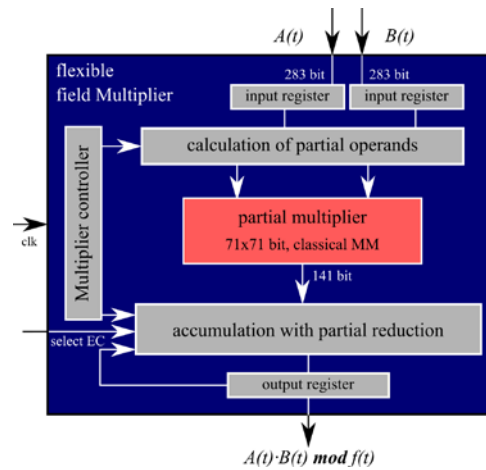 A(t) B(t)
flexible
field Multiplier
283 bit 283 bit
input register input register
calculation of partial operands
Multiplier controller
partial multiplier
71x71 bit, classical MM
clk
141 bit
accumulation with partial reduction
select EC
output register
A(t)·B(t) mod f(t)